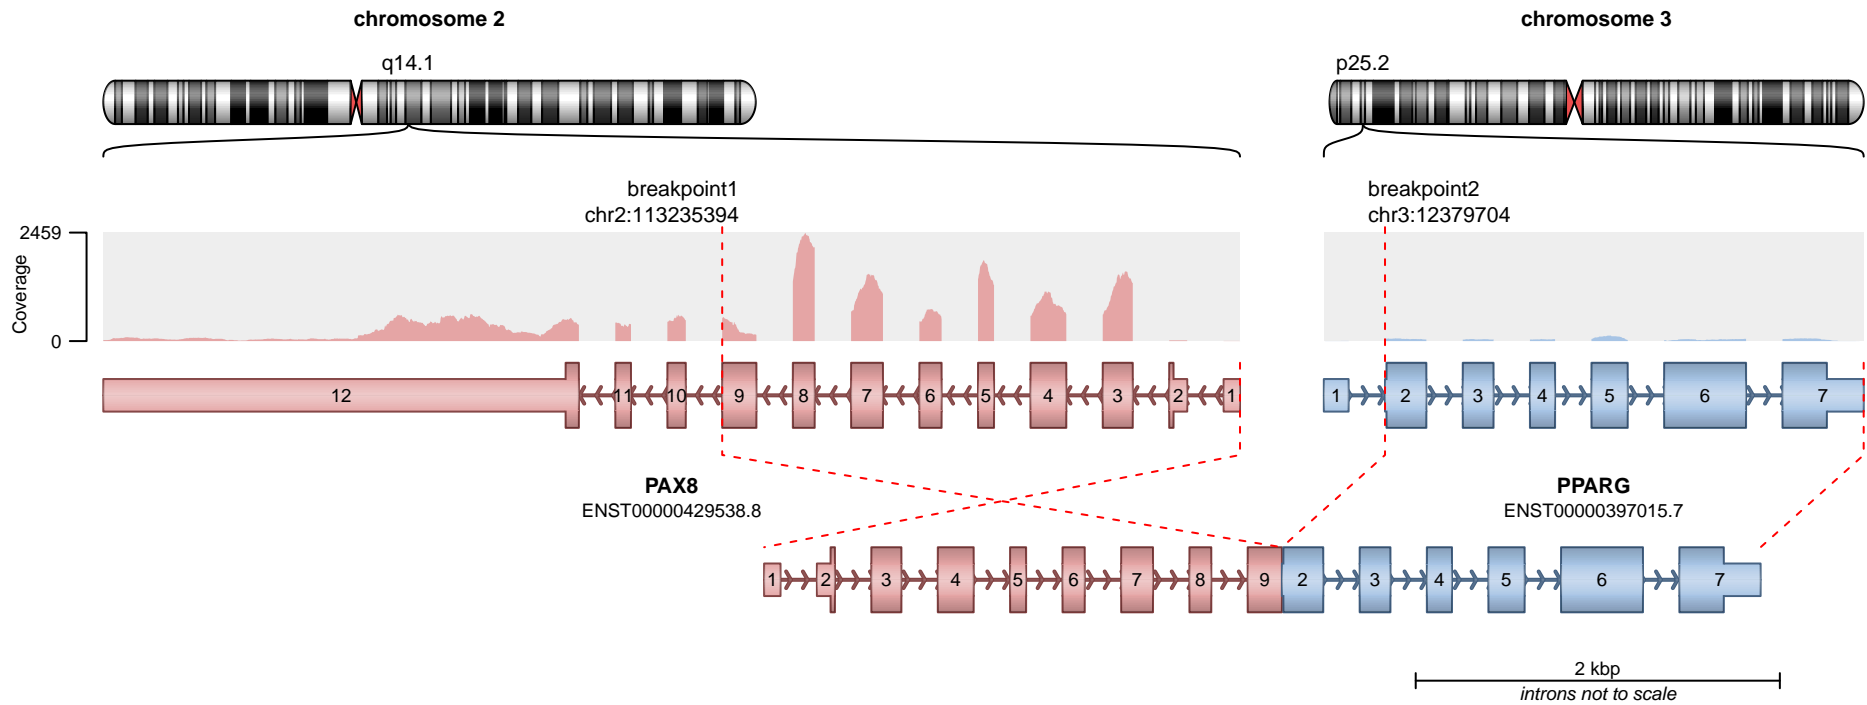 chromosome 2
chromosome 3
q14.1
p25.2
breakpoint1
chr2:113235394
breakpoint2
chr3:12379704
2459
Coverage
0
12 11 10 9 8 7 6 5 4 3 2 1
1 2 3 4 5 6 7
PAX8
ENST00000429538.8
PPARG
ENST00000397015.7
1 2 3 4 5 6 7 8 9 2 3 4 5 6 7
2 kbp
introns not to scale